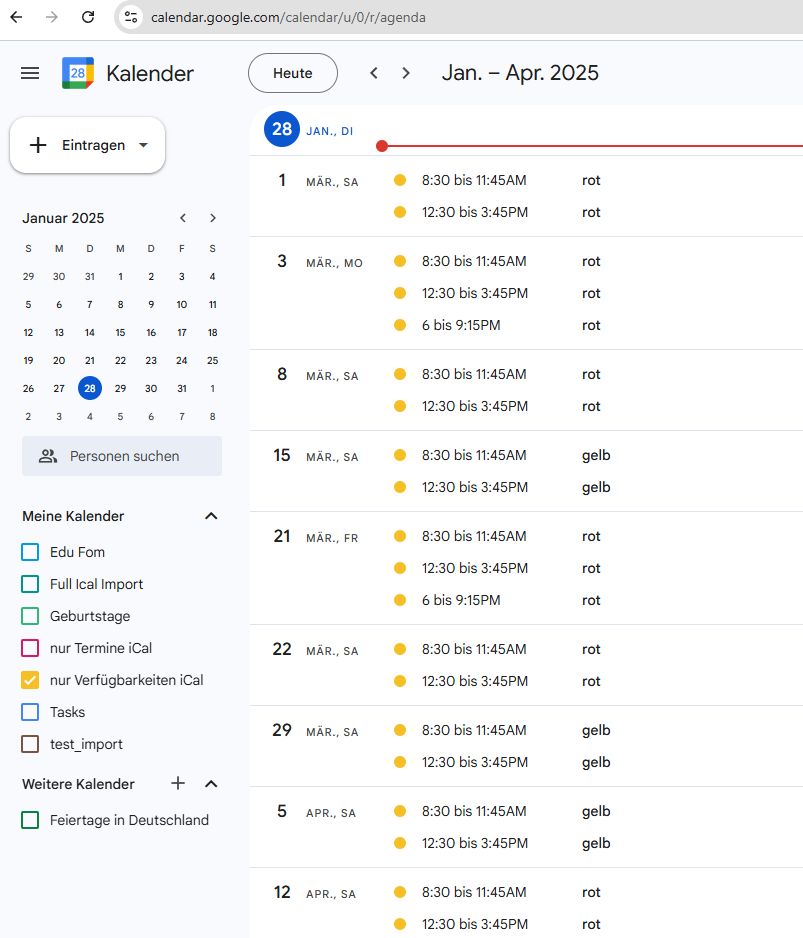 calendar.google.com/calendar/u/0/r/agenda
28 Kalender
Heute
Jan. – Apr. 2025
Eintragen
Januar 2025
S M D M D F S
29 30 31 1 2 3 4
5 6 7 8 9 10 11
12 13 14 15 16 17 18
19 20 21 22 23 24 25
26 27 28 29 30 31 1
2 3 4 5 6 7 8
Personen suchen
Meine Kalender
Edu Fom
Full Ical Import
Geburtstage
nur Termine iCal
nur Verfügbarkeiten iCal
Tasks
test_import
Weitere Kalender
Feiertage in Deutschland
28 JAN., DI
1 MÄR., SA 8:30 bis 11:45AM rot
12:30 bis 3:45PM rot
3 MÄR., MO 8:30 bis 11:45AM rot
12:30 bis 3:45PM rot
6 bis 9:15PM rot
8 MÄR., SA 8:30 bis 11:45AM rot
12:30 bis 3:45PM rot
15 MÄR., SA 8:30 bis 11:45AM gelb
12:30 bis 3:45PM gelb
21 MÄR., FR 8:30 bis 11:45AM rot
12:30 bis 3:45PM rot
6 bis 9:15PM rot
22 MÄR., SA 8:30 bis 11:45AM rot
12:30 bis 3:45PM rot
29 MÄR., SA 8:30 bis 11:45AM gelb
12:30 bis 3:45PM gelb
5 APR., SA 8:30 bis 11:45AM gelb
12:30 bis 3:45PM gelb
12 APR., SA 8:30 bis 11:45AM rot
12:30 bis 3:45PM rot